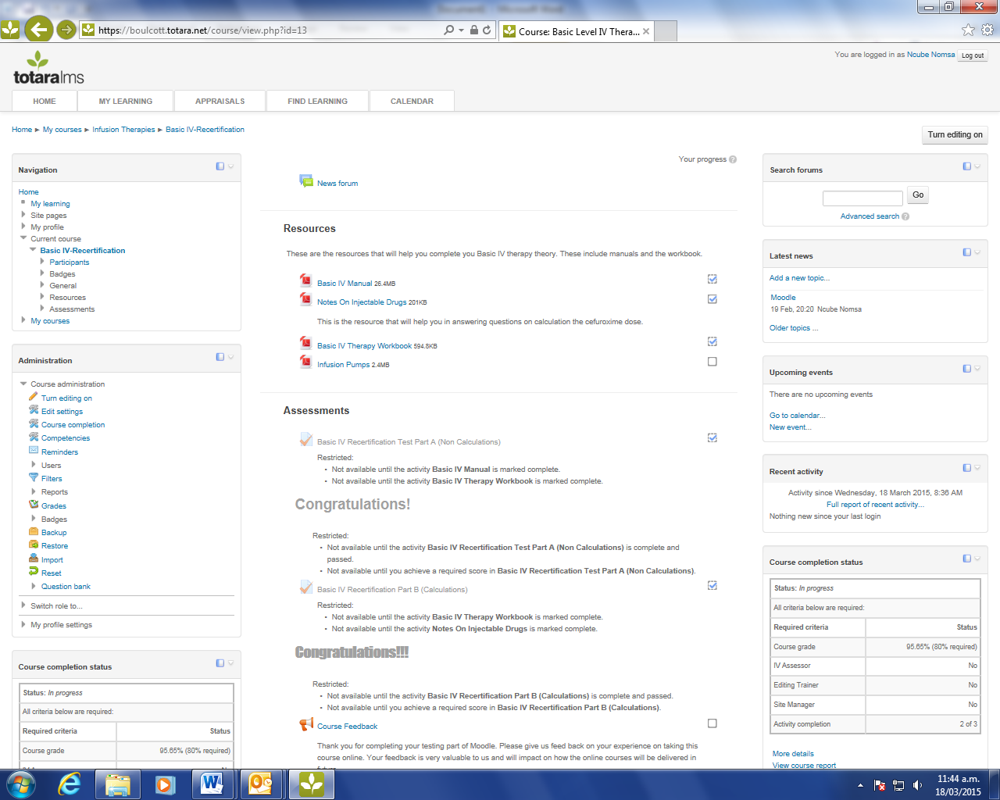 https://boulcott.totara.net/course/view.php?id=13
Course: Basic Level IV Thera...
totaralms
You are logged in as Ncube Nomsa Log out
HOME MY LEARNING APPRAISALS FIND LEARNING CALENDAR
Home ► My courses ► Infusion Therapies ► Basic IV-Recertification
Turn editing on
Navigation
Home
My learning
Site pages
My profile
Current course
Basic IV-Recertification
Participants
Badges
General
Resources
Assessments
My courses
Administration
Course administration
Turn editing on
Edit settings
Course completion
Competencies
Reminders
Users
Filters
Reports
Grades
Badges
Backup
Restore
Import
Reset
Question bank
Switch role to...
My profile settings
Course completion status
Status: In progress
All criteria below are required:
Required criteria Status
Course grade 95.65% (80% required)
Your progress
News forum
Resources
These are the resources that will help you complete you Basic IV therapy theory. These include manuals and the workbook.
Basic IV Manual 26.4MB
Notes On Injectable Drugs 201KB
This is the resource that will help you in answering questions on calculation the cefuroxime dose.
Basic IV Therapy Workbook 594.8KB
Infusion Pumps 2.4MB
Assessments
Basic IV Recertification Test Part A (Non Calculations)
Restricted:
• Not available until the activity Basic IV Manual is marked complete.
• Not available until the activity Basic IV Therapy Workbook is marked complete.
Congratulations!
Restricted:
• Not available until the activity Basic IV Recertification Test Part A (Non Calculations) is complete and
passed.
• Not available until you achieve a required score in Basic IV Recertification Test Part A (Non Calculations).
Basic IV Recertification Part B (Calculations)
Restricted:
• Not available until the activity Basic IV Therapy Workbook is marked complete.
• Not available until the activity Notes On Injectable Drugs is marked complete.
Congratulations!!!
Restricted:
• Not available until the activity Basic IV Recertification Part B (Calculations) is complete and passed.
• Not available until you achieve a required score in Basic IV Recertification Part B (Calculations).
Course Feedback
Thank you for completing your testing part of Moodle. Please give us feed back on your experience on taking this
course online. Your feedback is very valuable to us and will impact on how the online courses will be delivered in
Search forums
Go
Advanced search
Latest news
Add a new topic...
Moodle
19 Feb, 20:20 Ncube Nomsa
Older topics ...
Upcoming events
There are no upcoming events
Go to calendar...
New event...
Recent activity
Activity since Wednesday, 18 March 2015, 8:36 AM
Full report of recent activity...
Nothing new since your last login
Course completion status
Status: In progress
All criteria below are required:
Required criteria Status
Course grade 95.65% (80% required)
IV Assessor No
Editing Trainer No
Site Manager No
Activity completion 2 of 3
More details
View course report
11:44 a.m.
18/03/2015